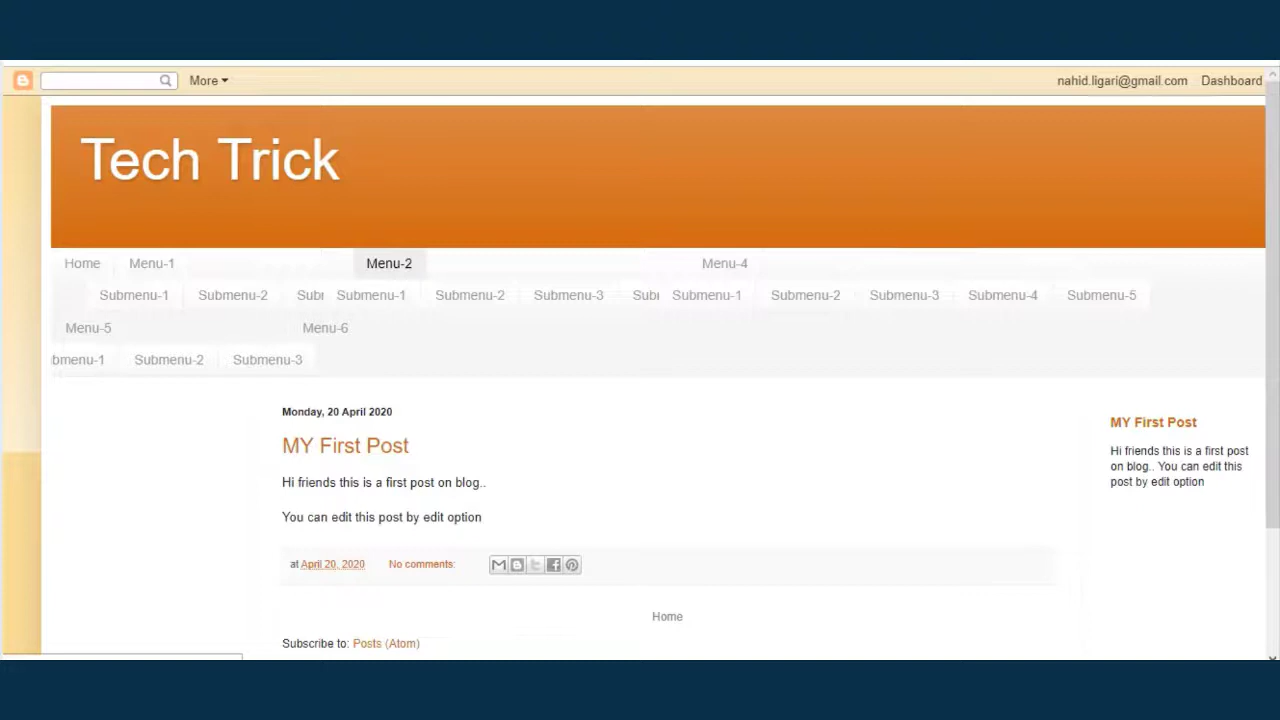 More nahid.ligari@gmail.com Dashboard
Tech Trick
Home Menu-1 Menu-2 Menu-4
Submenu-1 Submenu-2 Subi Submenu-1 Submenu-2 Submenu-3 Subi Submenu-1 Submenu-2 Submenu-3 Submenu-4 Submenu-5
Menu-5 Menu-6
bmenu-1 Submenu-2 Submenu-3
Monday, 20 April 2020
MY First Post
Hi friends this is a first post on blog..
You can edit this post by edit option
at April 20, 2020 No comments:
Home
Subscribe to: Posts (Atom)
MY First Post
Hi friends this is a first post
on blog.. You can edit this
post by edit option